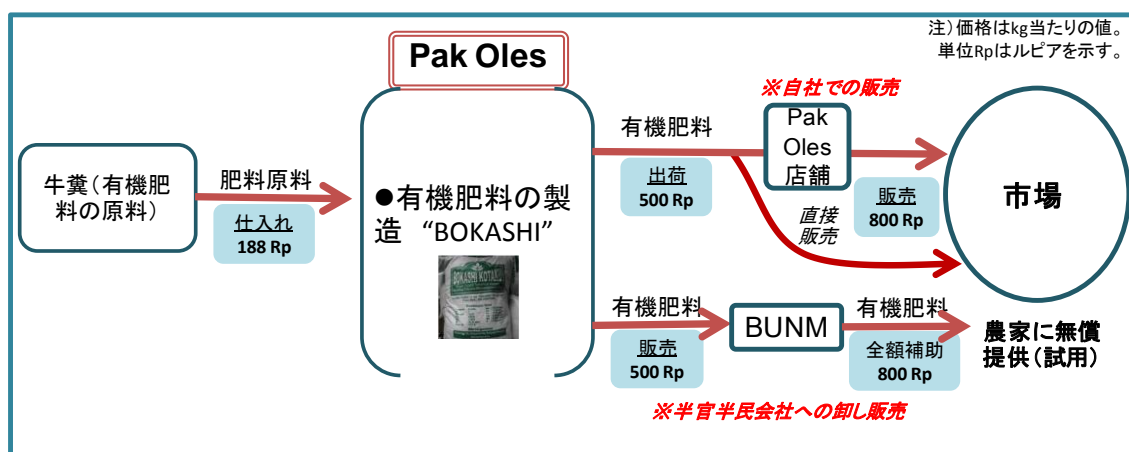 注）価格はkg当たりの値。
単位Rpはルピアを示す。
Pak Oles
※自社での販売
牛糞（有機肥
料の原料）
肥料原料
仕入れ
188 Rp
●有機肥料の製
造 “BOKASHI”
BOKASHI KOTA
有機肥料
出荷
500 Rp
Pak
Oles
店舗
直接
販売
販売
800 Rp
市場
有機肥料
販売
500 Rp
BUNM
有機肥料
全額補助
800 Rp
農家に無償
提供（試用）
※半官半民会社への卸し販売